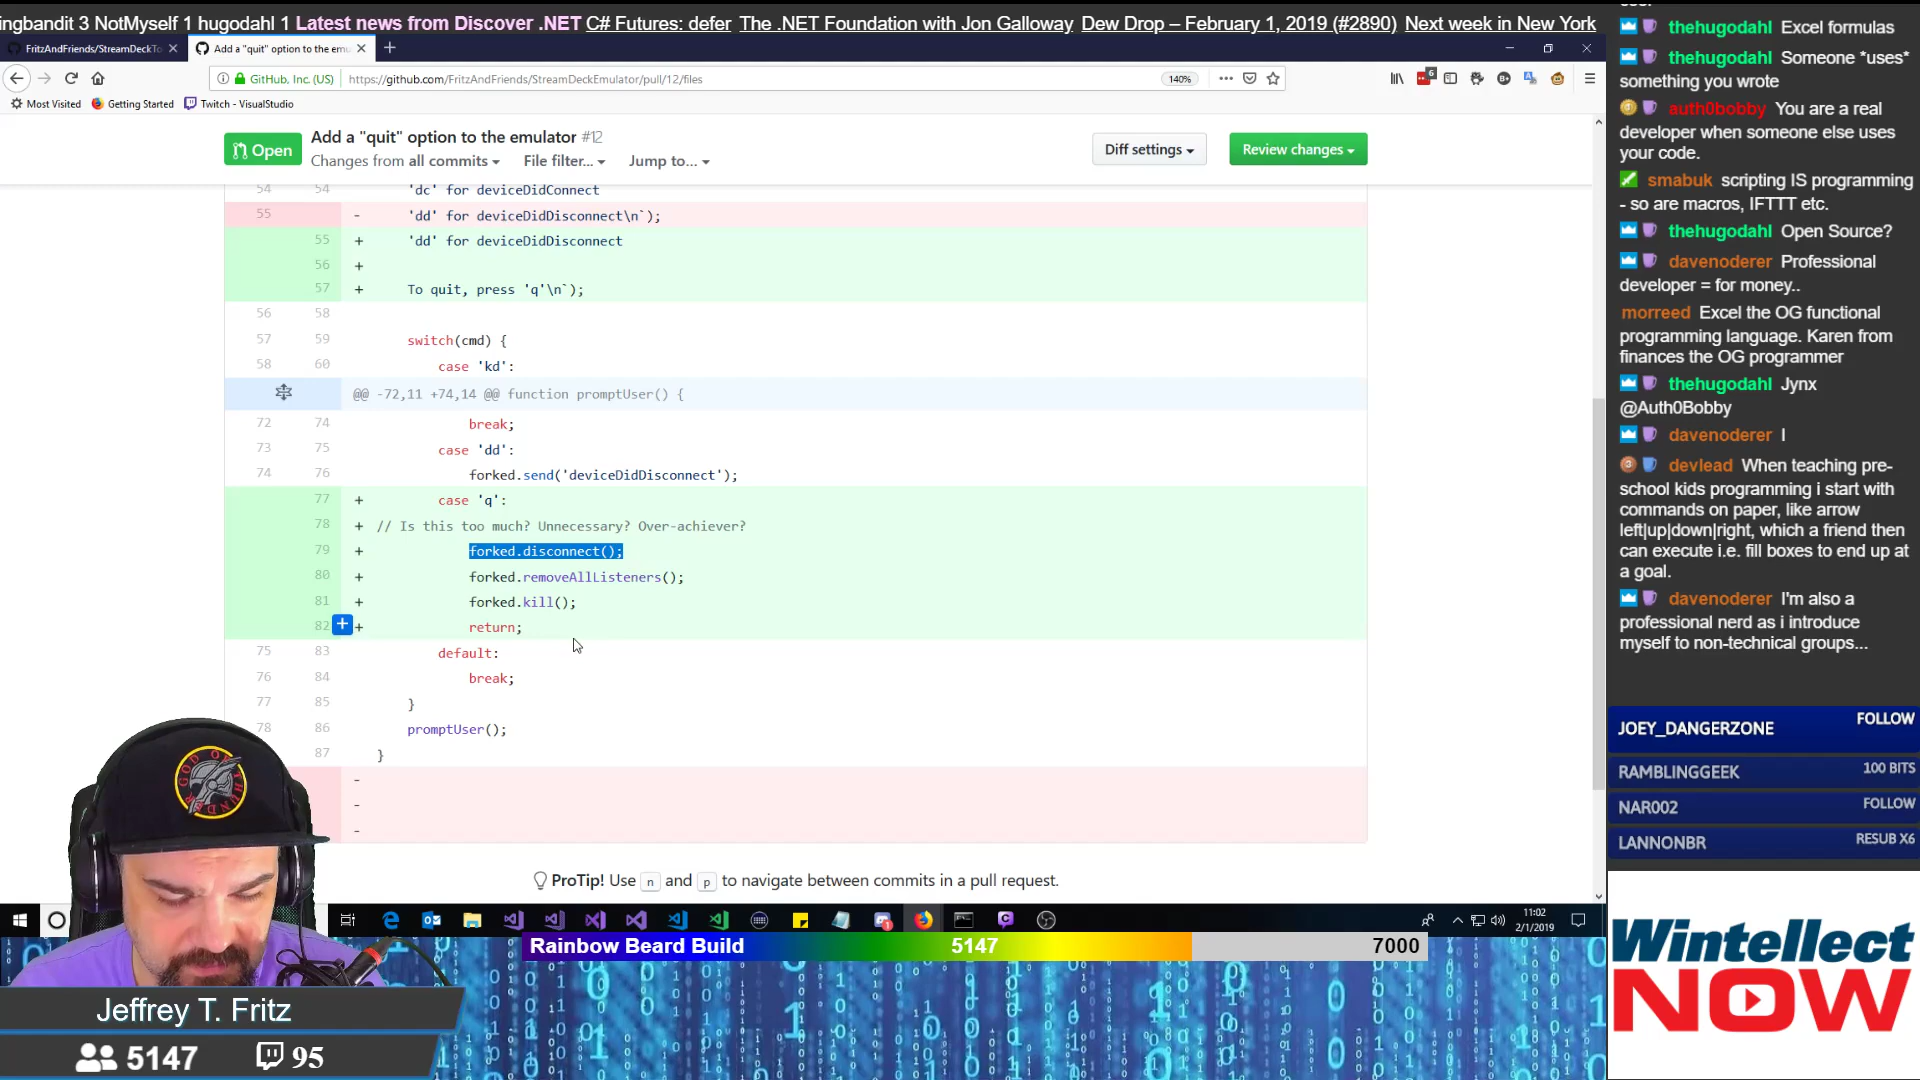 ingbandit 3 NotMyself 1 hugodahl 1 Latest news from Discover .NET C# Futures: defer The .NET Foundation with Jon Galloway Dew Drop – February 1, 2019 (#2890) Next week in New York
FritzAndFriends/StreamDeckTo
Add a "quit" option to the emu
GitHub, Inc. (US)
https://github.com/FritzAndFriends/StreamDeckEmulator/pull/12/files
140%
6
Most Visited
Getting Started
Twitch - VisualStudio
Open
Add a "quit" option to the emulator #12
Changes from all commits
File filter...
Jump to...
Diff settings
Review changes
54 54 'dc' for deviceDidConnect
55 - 'dd' for deviceDidDisconnect\n`);
55 + 'dd' for deviceDidDisconnect
56 +
57 + To quit, press 'q'\n`);
56 58
57 59 switch(cmd) {
58 60 case 'kd':
@@ -72,11 +74,14 @@ function promptUser() {
72 74 break;
73 75 case 'dd':
74 76 forked.send('deviceDidDisconnect');
77 + case 'q':
78 + // Is this too much? Unnecessary? Over-achiever?
79 + forked.disconnect();
80 + forked.removeAllListeners();
81 + forked.kill();
82 + return;
75 83 default:
76 84 break;
77 85 }
78 86 promptUser();
87 }
-
-
-
ProTip! Use n and p to navigate between commits in a pull request.
thehugodahl Excel formulas
thehugodahl Someone *uses*
something you wrote
auth0bobby You are a real
developer when someone else uses
your code.
smabuk scripting IS programming
- so are macros, IFTTT etc.
thehugodahl Open Source?
davenoderer Professional
developer = for money..
morreed Excel the OG functional
programming language. Karen from
finances the OG programmer
thehugodahl Jynx
@Auth0Bobby
davenoderer I
devlead When teaching pre-
school kids programming i start with
commands on paper, like arrow
left|up|down|right, which a friend then
can execute i.e. fill boxes to end up at
a goal.
davenoderer I'm also a
professional nerd as i introduce
myself to non-technical groups...
JOEY_DANGERZONE FOLLOW
RAMBLINGGEEK 100 BITS
NAR002 FOLLOW
LANNONBR RESUB X6
Wintellect
NOW
11:02
2/1/2019
Rainbow Beard Build 5147 7000
GOD OF THUNDER
Jeffrey T. Fritz
5147 95